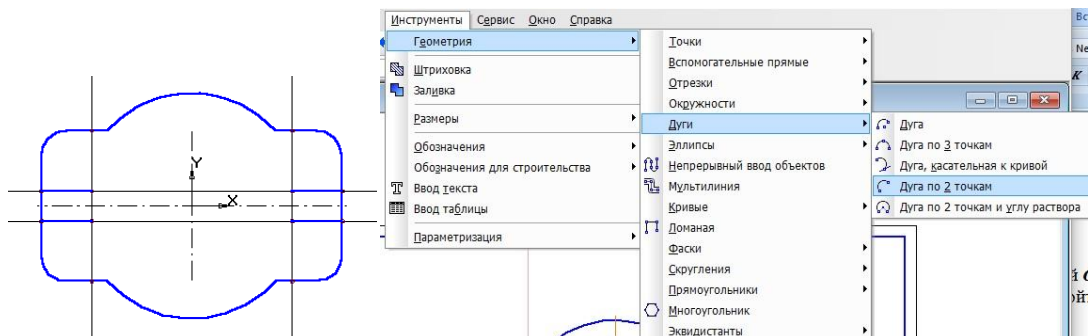 Инструменты Сервис Окно Справка
Геометрия
Штриховка
Заливка
Размеры
Обозначения
Обозначения для строительства
Ввод текста
Ввод таблицы
Параметризация
Точки
Вспомогательные прямые
Отрезки
Окружности
Дуги
Эллипсы
Непрерывный ввод объектов
Мультилиния
Кривые
Ломаная
Фаски
Скругления
Прямоугольники
Многоугольник
Эквидистанты
Дуга
Дуга по 3 точкам
Дуга, касательная к кривой
Дуга по 2 точкам
Дуга по 2 точкам и углу раствора
Y
X